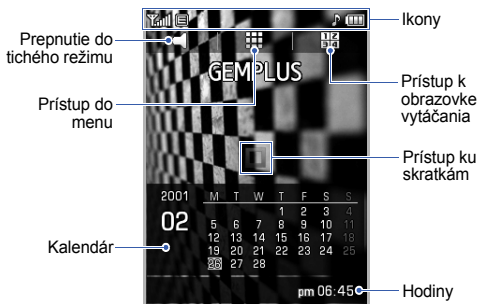 Ikony
Prepnutie do
tichého režimu
GEMPLUS
Prístup do
menu
Prístup k
obrazovke
vytáčania
Prístup ku
skratkám
2001
02
M T W T F S S
1 2 3 4
5 6 7 8 9 10 11
12 13 14 15 16 17 18
19 20 21 22 23 24 25
26 27 28
Kalendár
pm 06:45
Hodiny